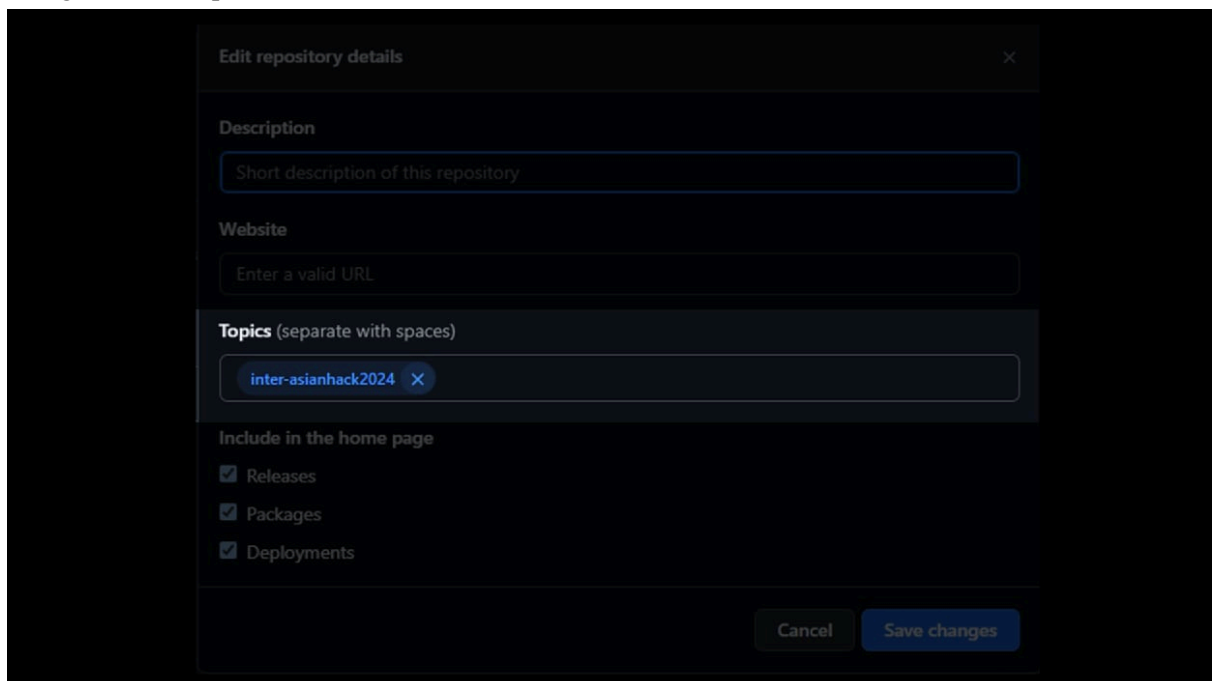 Edit repository details
Description
Short description of this repository
Website
Enter a valid URL
Topics (separate with spaces)
inter-asianhack2024
Include in the home page
Releases
Packages
Deployments
Cancel Save changes